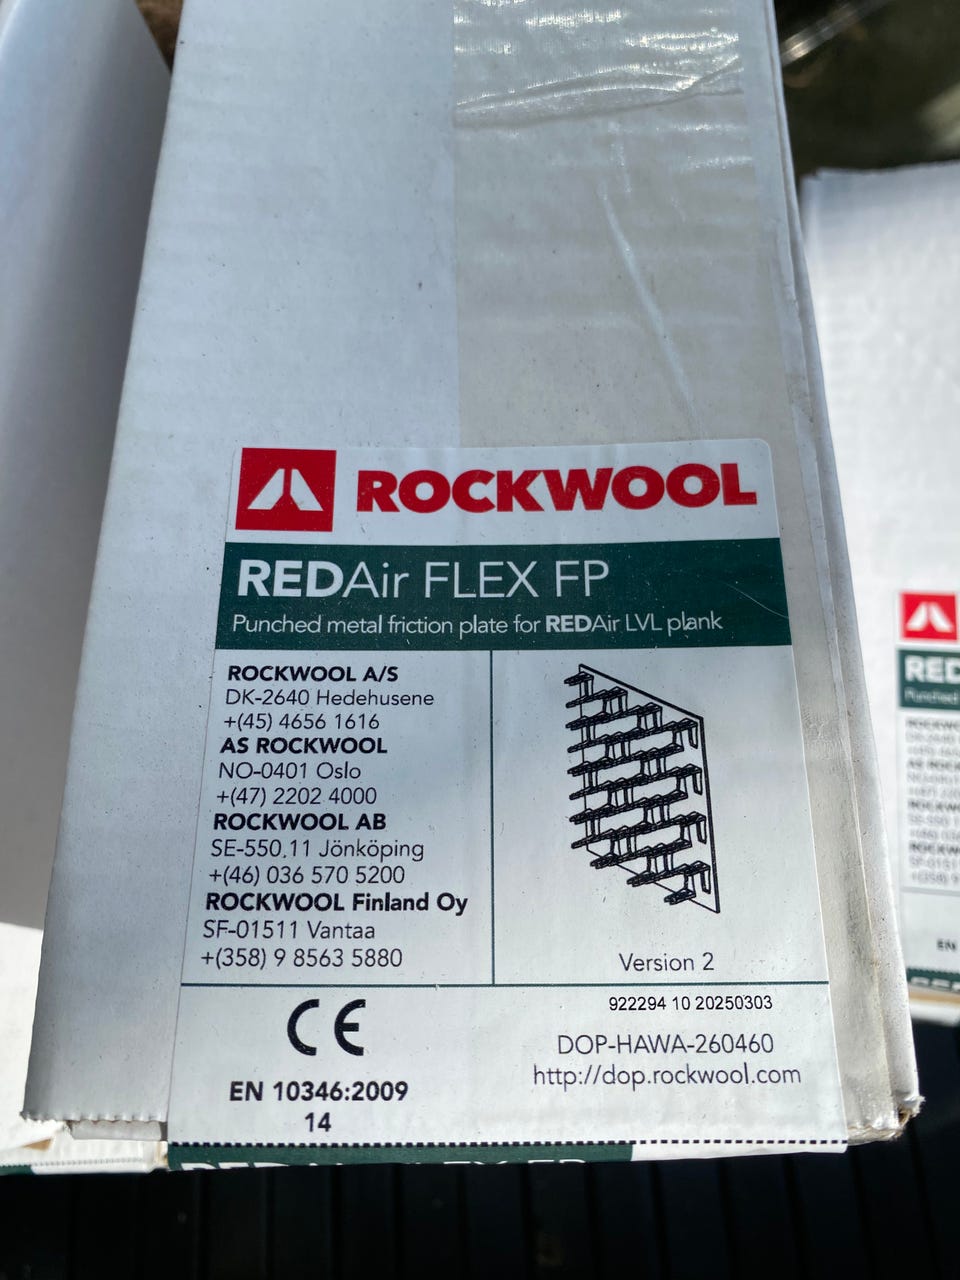 ROCKWOOL
REDAir FLEX FP
Punched metal friction plate for REDAir LVL plank
ROCKWOOL A/S
DK-2640 Hedehusene
+(45) 4656 1616
AS ROCKWOOL
NO-0401 Oslo
+(47) 2202 4000
ROCKWOOL AB
SE-550,11 Jönköping
+(46) 036 570 5200
ROCKWOOL Finland Oy
SF-01511 Vantaa
+(358) 9 8563 5880
Version 2
922294 10 20250303
DOP-HAWA-260460
http://dop.rockwool.com
CE
EN 10346:2009
14
RED
Punched
EN